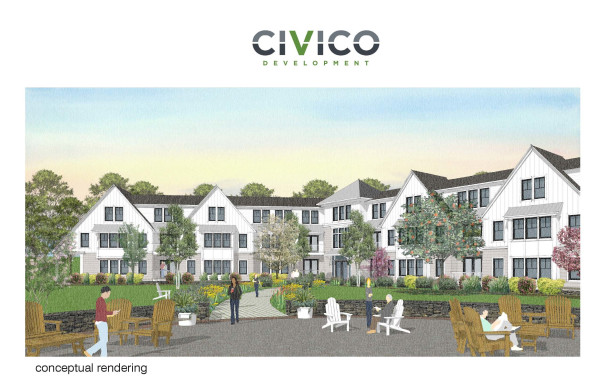 CIVICO
DEVELOPMENT
conceptual rendering